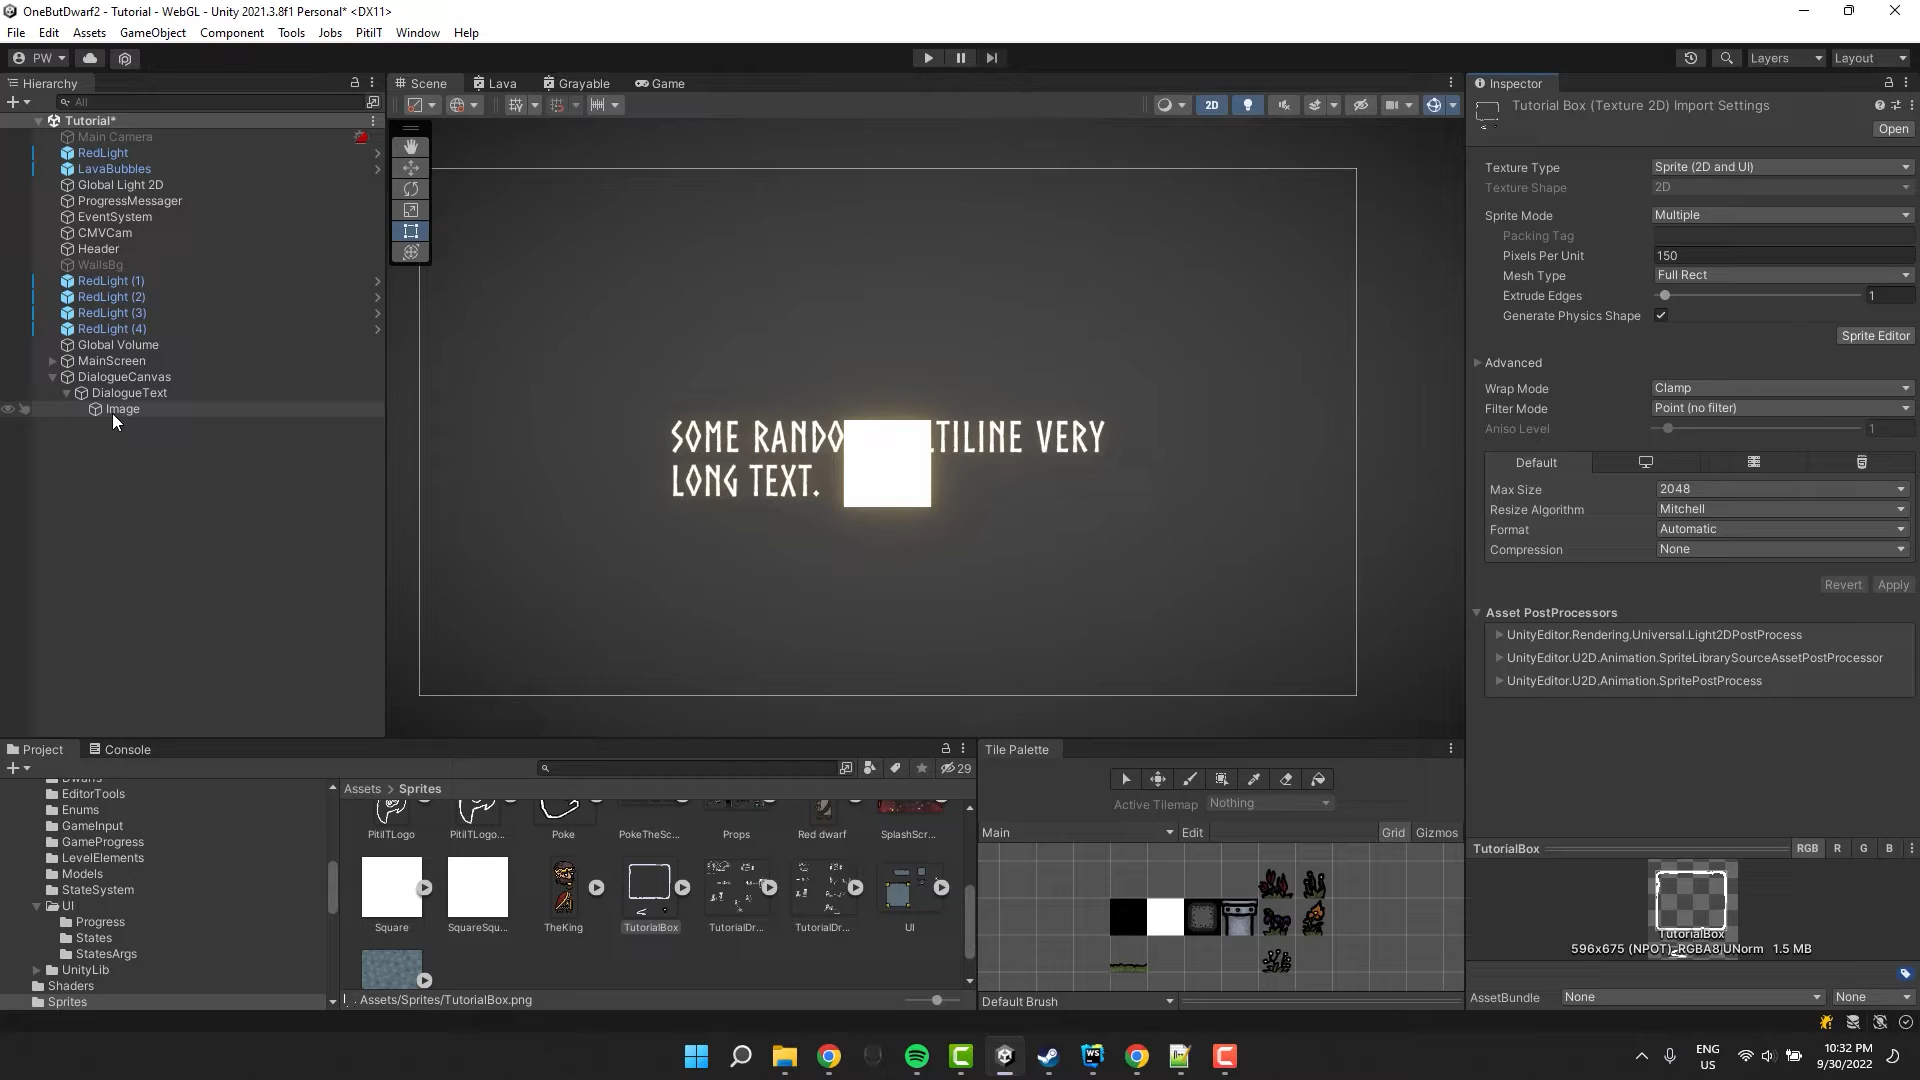 OneButDwarf2 - Tutorial - WebGL - Unity 2021.3.8f1 Personal* <DX11>
File Edit Assets GameObject Component Tools Jobs PitiIT Window Help
PW Layers Layout
Hierarchy
All
Tutorial*
Main Camera
RedLight
LavaBubbles
Global Light 2D
ProgressMessager
EventSystem
CMVCam
Header
WallsBg
RedLight (1)
RedLight (2)
RedLight (3)
RedLight (4)
Global Volume
MainScreen
DialogueCanvas
DialogueText
Image
Scene Lava Grayable Game
2D
SOME RANDO
LTILINE VERY
LONG TEXT.
Inspector
Tutorial Box (Texture 2D) Import Settings
Open
Texture Type Sprite (2D and UI)
Texture Shape 2D
Sprite Mode Multiple
Packing Tag
Pixels Per Unit 150
Mesh Type Full Rect
Extrude Edges 1
Generate Physics Shape
Sprite Editor
Advanced
Wrap Mode Clamp
Filter Mode Point (no filter)
Aniso Level 1
Default
Max Size 2048
Resize Algorithm Mitchell
Format Automatic
Compression None
Revert Apply
Asset PostProcessors
UnityEditor.Rendering.Universal.Light2DPostProcess
UnityEditor.U2D.Animation.SpriteLibrarySourceAssetPostProcessor
UnityEditor.U2D.Animation.SpritePostProcess
TutorialBox RGB R G B
TutorialBox
596x675 (NPOT) RGBA8 UNorm 1.5 MB
AssetBundle None None
Project Console
29
EditorTools
Enums
GameInput
GameProgress
LevelElements
Models
StateSystem
UI
Progress
States
StatesArgs
UnityLib
Shaders
Sprites
Assets > Sprites
PitiITLogo PitiITLogo... Poke PokeTheSc... Props Red dwarf SplashScr...
Square SquareSqu... TheKing TutorialBox TutorialDr... TutorialDr... UI
Assets/Sprites/TutorialBox.png
Tile Palette
Active Tilemap Nothing
Main Edit Grid Gizmos
Default Brush
ENG
US
10:32 PM
9/30/2022